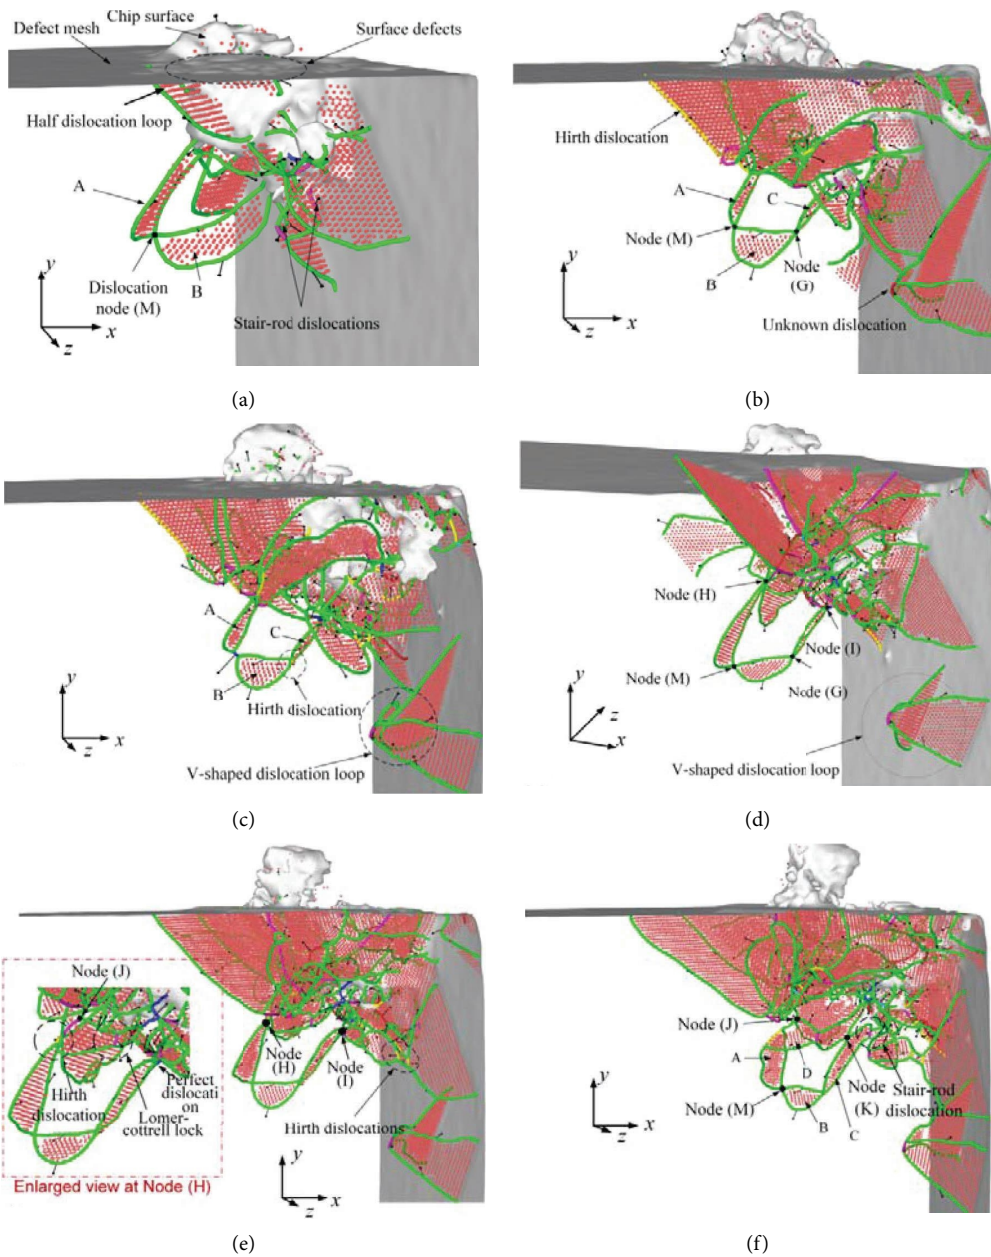 Chip surface
Defect mesh
Surface defects
Half dislocation loop
A
B
Dislocation
node (M)
Stair-rod dislocations
y
x
z
(a)
Hirth dislocation
A
C
Node (M)
B
Node
(G)
Unknown dislocation
y
x
z
(b)
A
C
B
Hirth dislocation
V-shaped dislocation loop
y
x
z
(c)
Node (H)
Node (I)
Node (M)
Node (G)
V-shaped dislocation loop
y
z
x
(d)
Node (J)
Hirth
dislocation
Perfect
dislocati
on
Lomer-
cottrell lock
Enlarged view at Node (H)
Node
(H)
Node
(I)
Hirth dislocations
y
x
z
(e)
Node (J)
A
D
Node (M)
B
C
Node
(K)
Stair-rod
dislocation
y
x
z
(f)